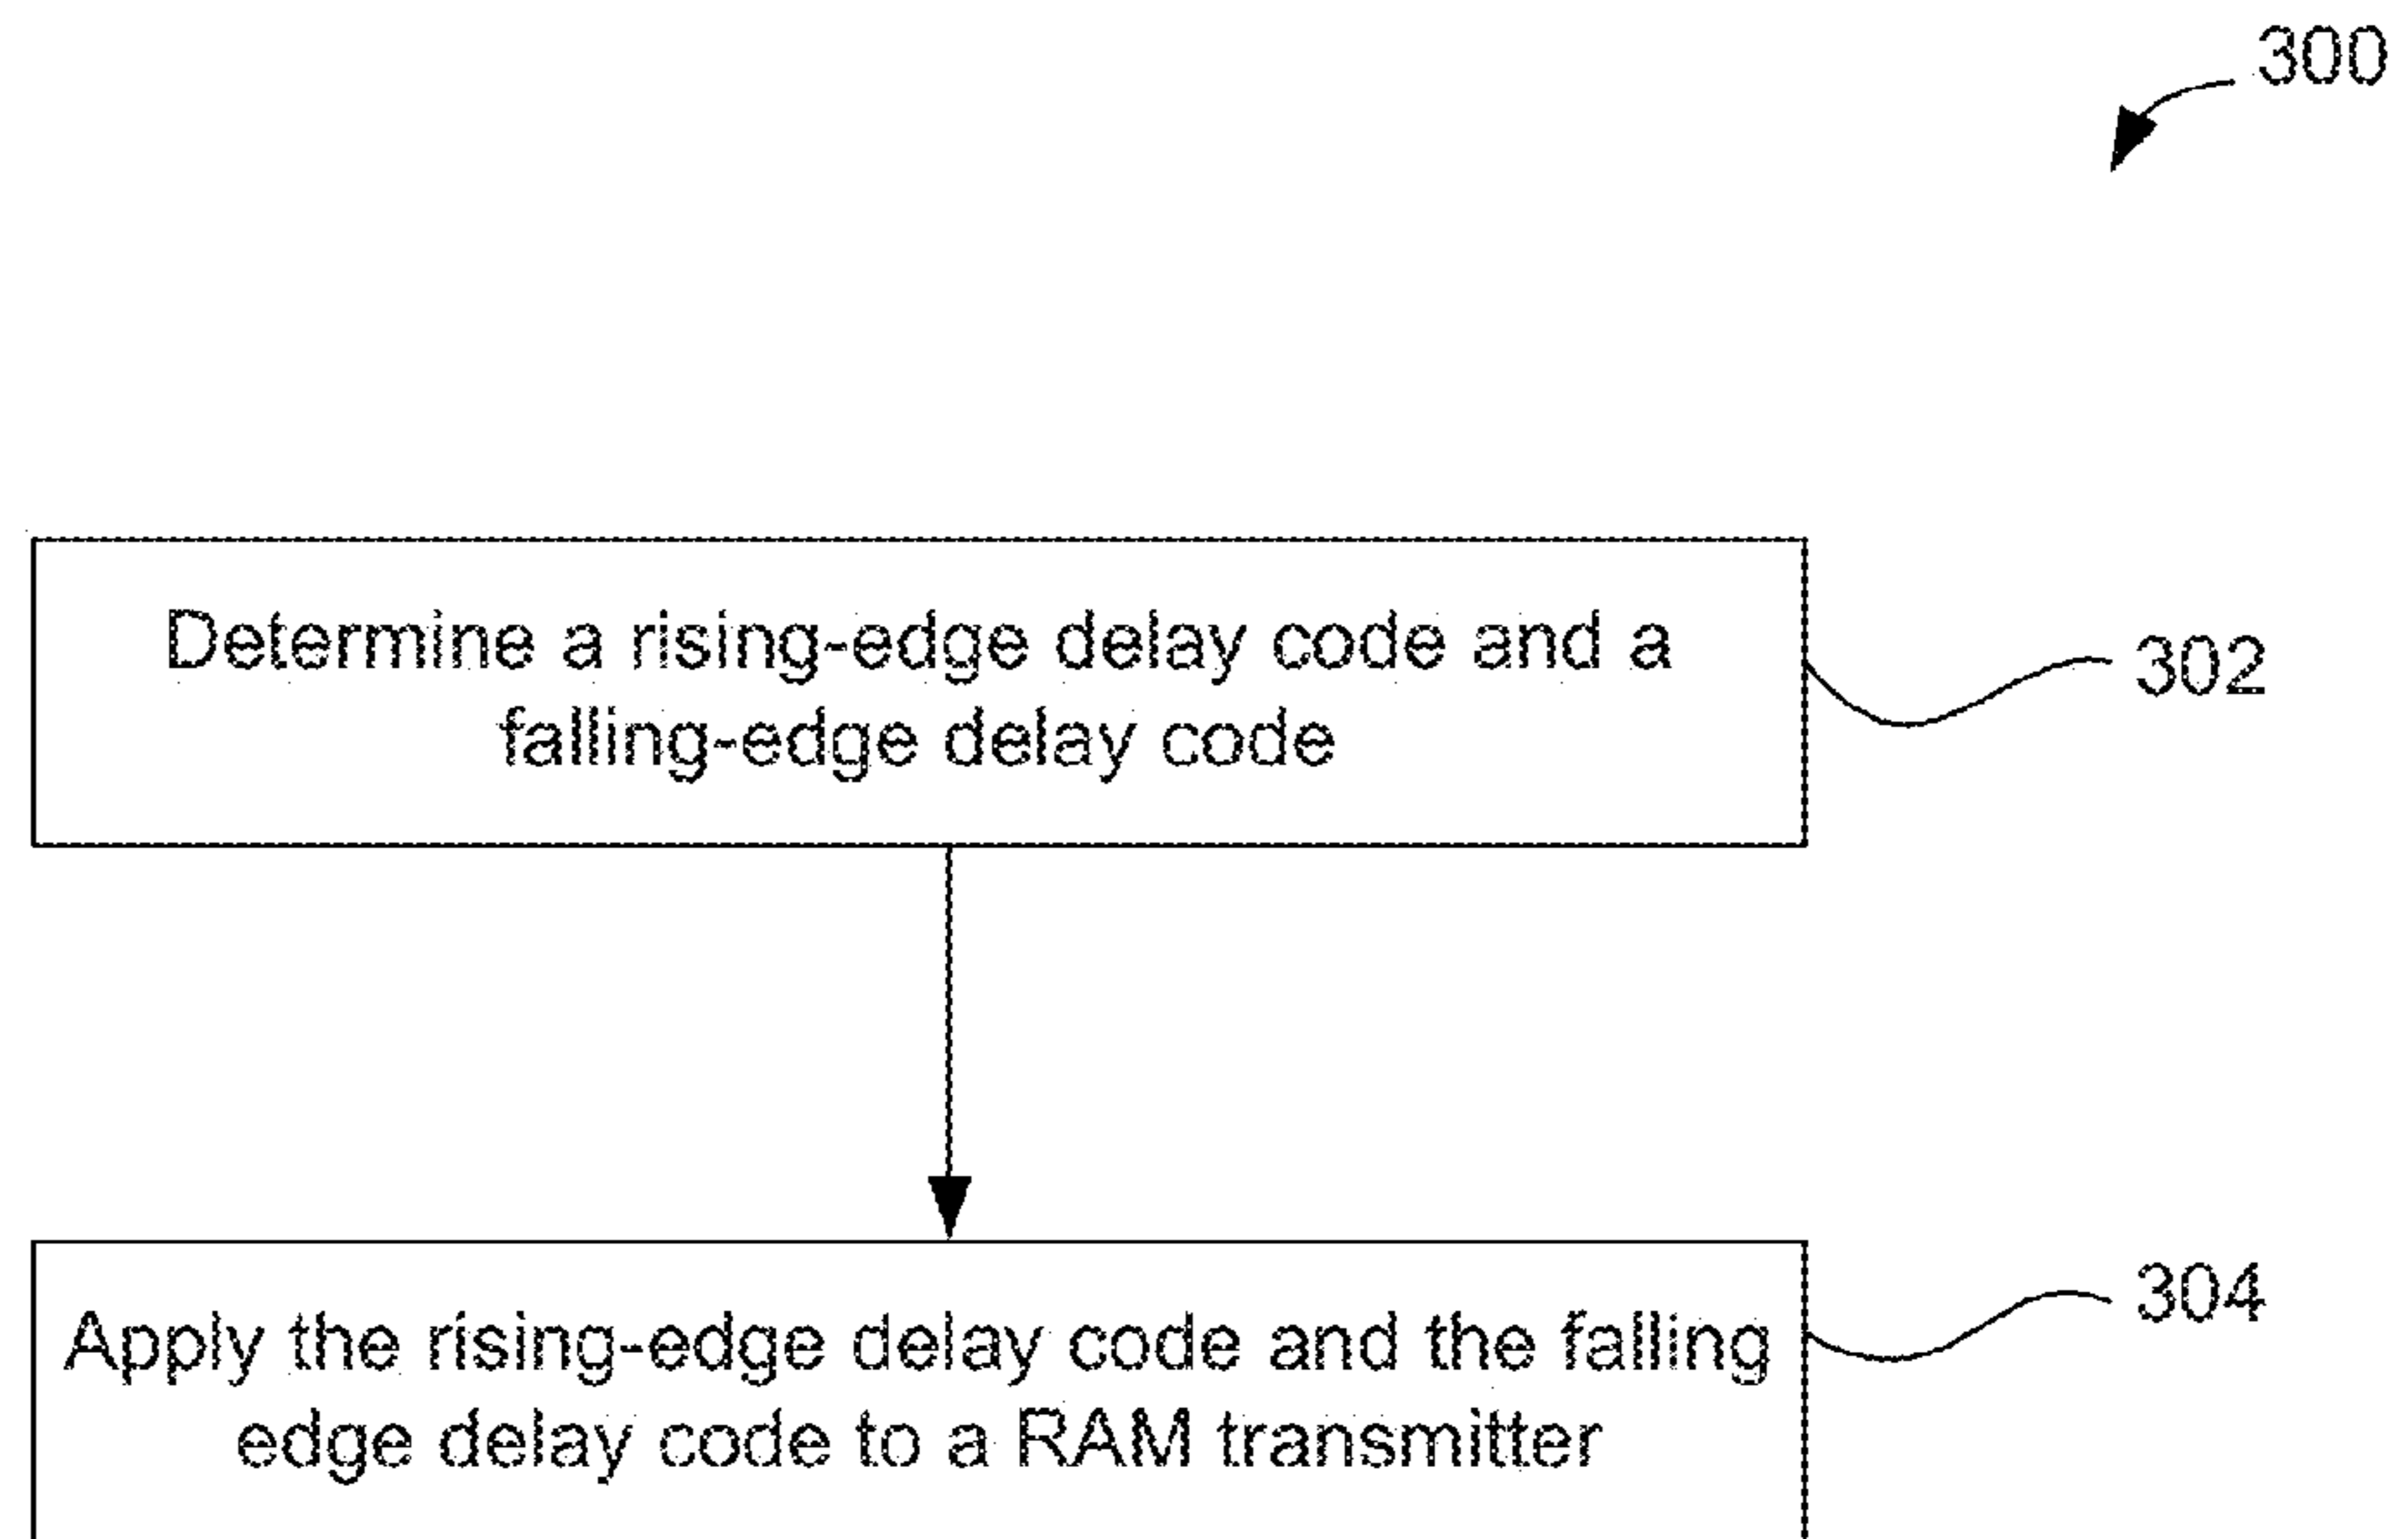 300
Determine a rising-edge delay code and a
falling-edge delay code
302
Apply the rising-edge delay code and the falling
edge delay code to a RAM transmitter
304